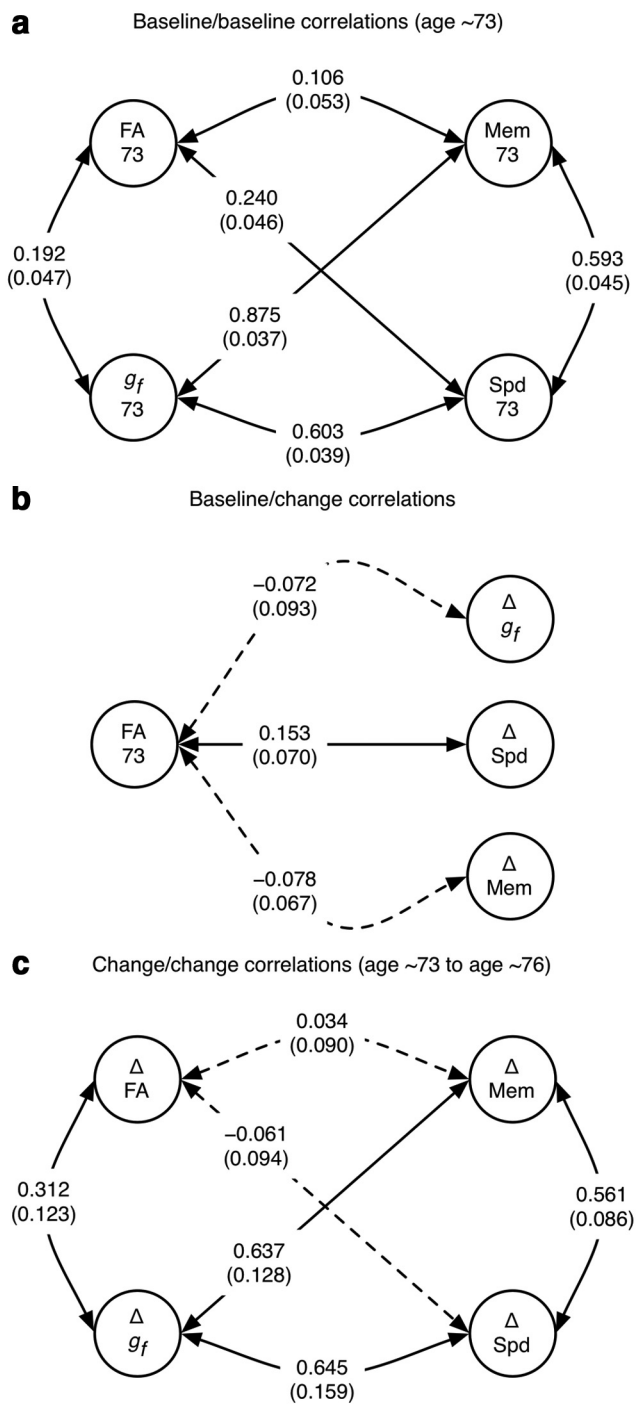 a
Baseline/baseline correlations (age ~73)
0.106
(0.053)
FA
73
Mem
73
0.240
(0.046)
0.192
(0.047)
0.593
(0.045)
0.875
(0.037)
gf
73
Spd
73
0.603
(0.039)
b
Baseline/change correlations
−0.072
(0.093)
Δ
gf
FA
73
0.153
(0.070)
Δ
Spd
−0.078
(0.067)
Δ
Mem
c
Change/change correlations (age ~73 to age ~76)
0.034
(0.090)
Δ
FA
Δ
Mem
−0.061
(0.094)
0.312
(0.123)
0.561
(0.086)
0.637
(0.128)
Δ
gf
Δ
Spd
0.645
(0.159)